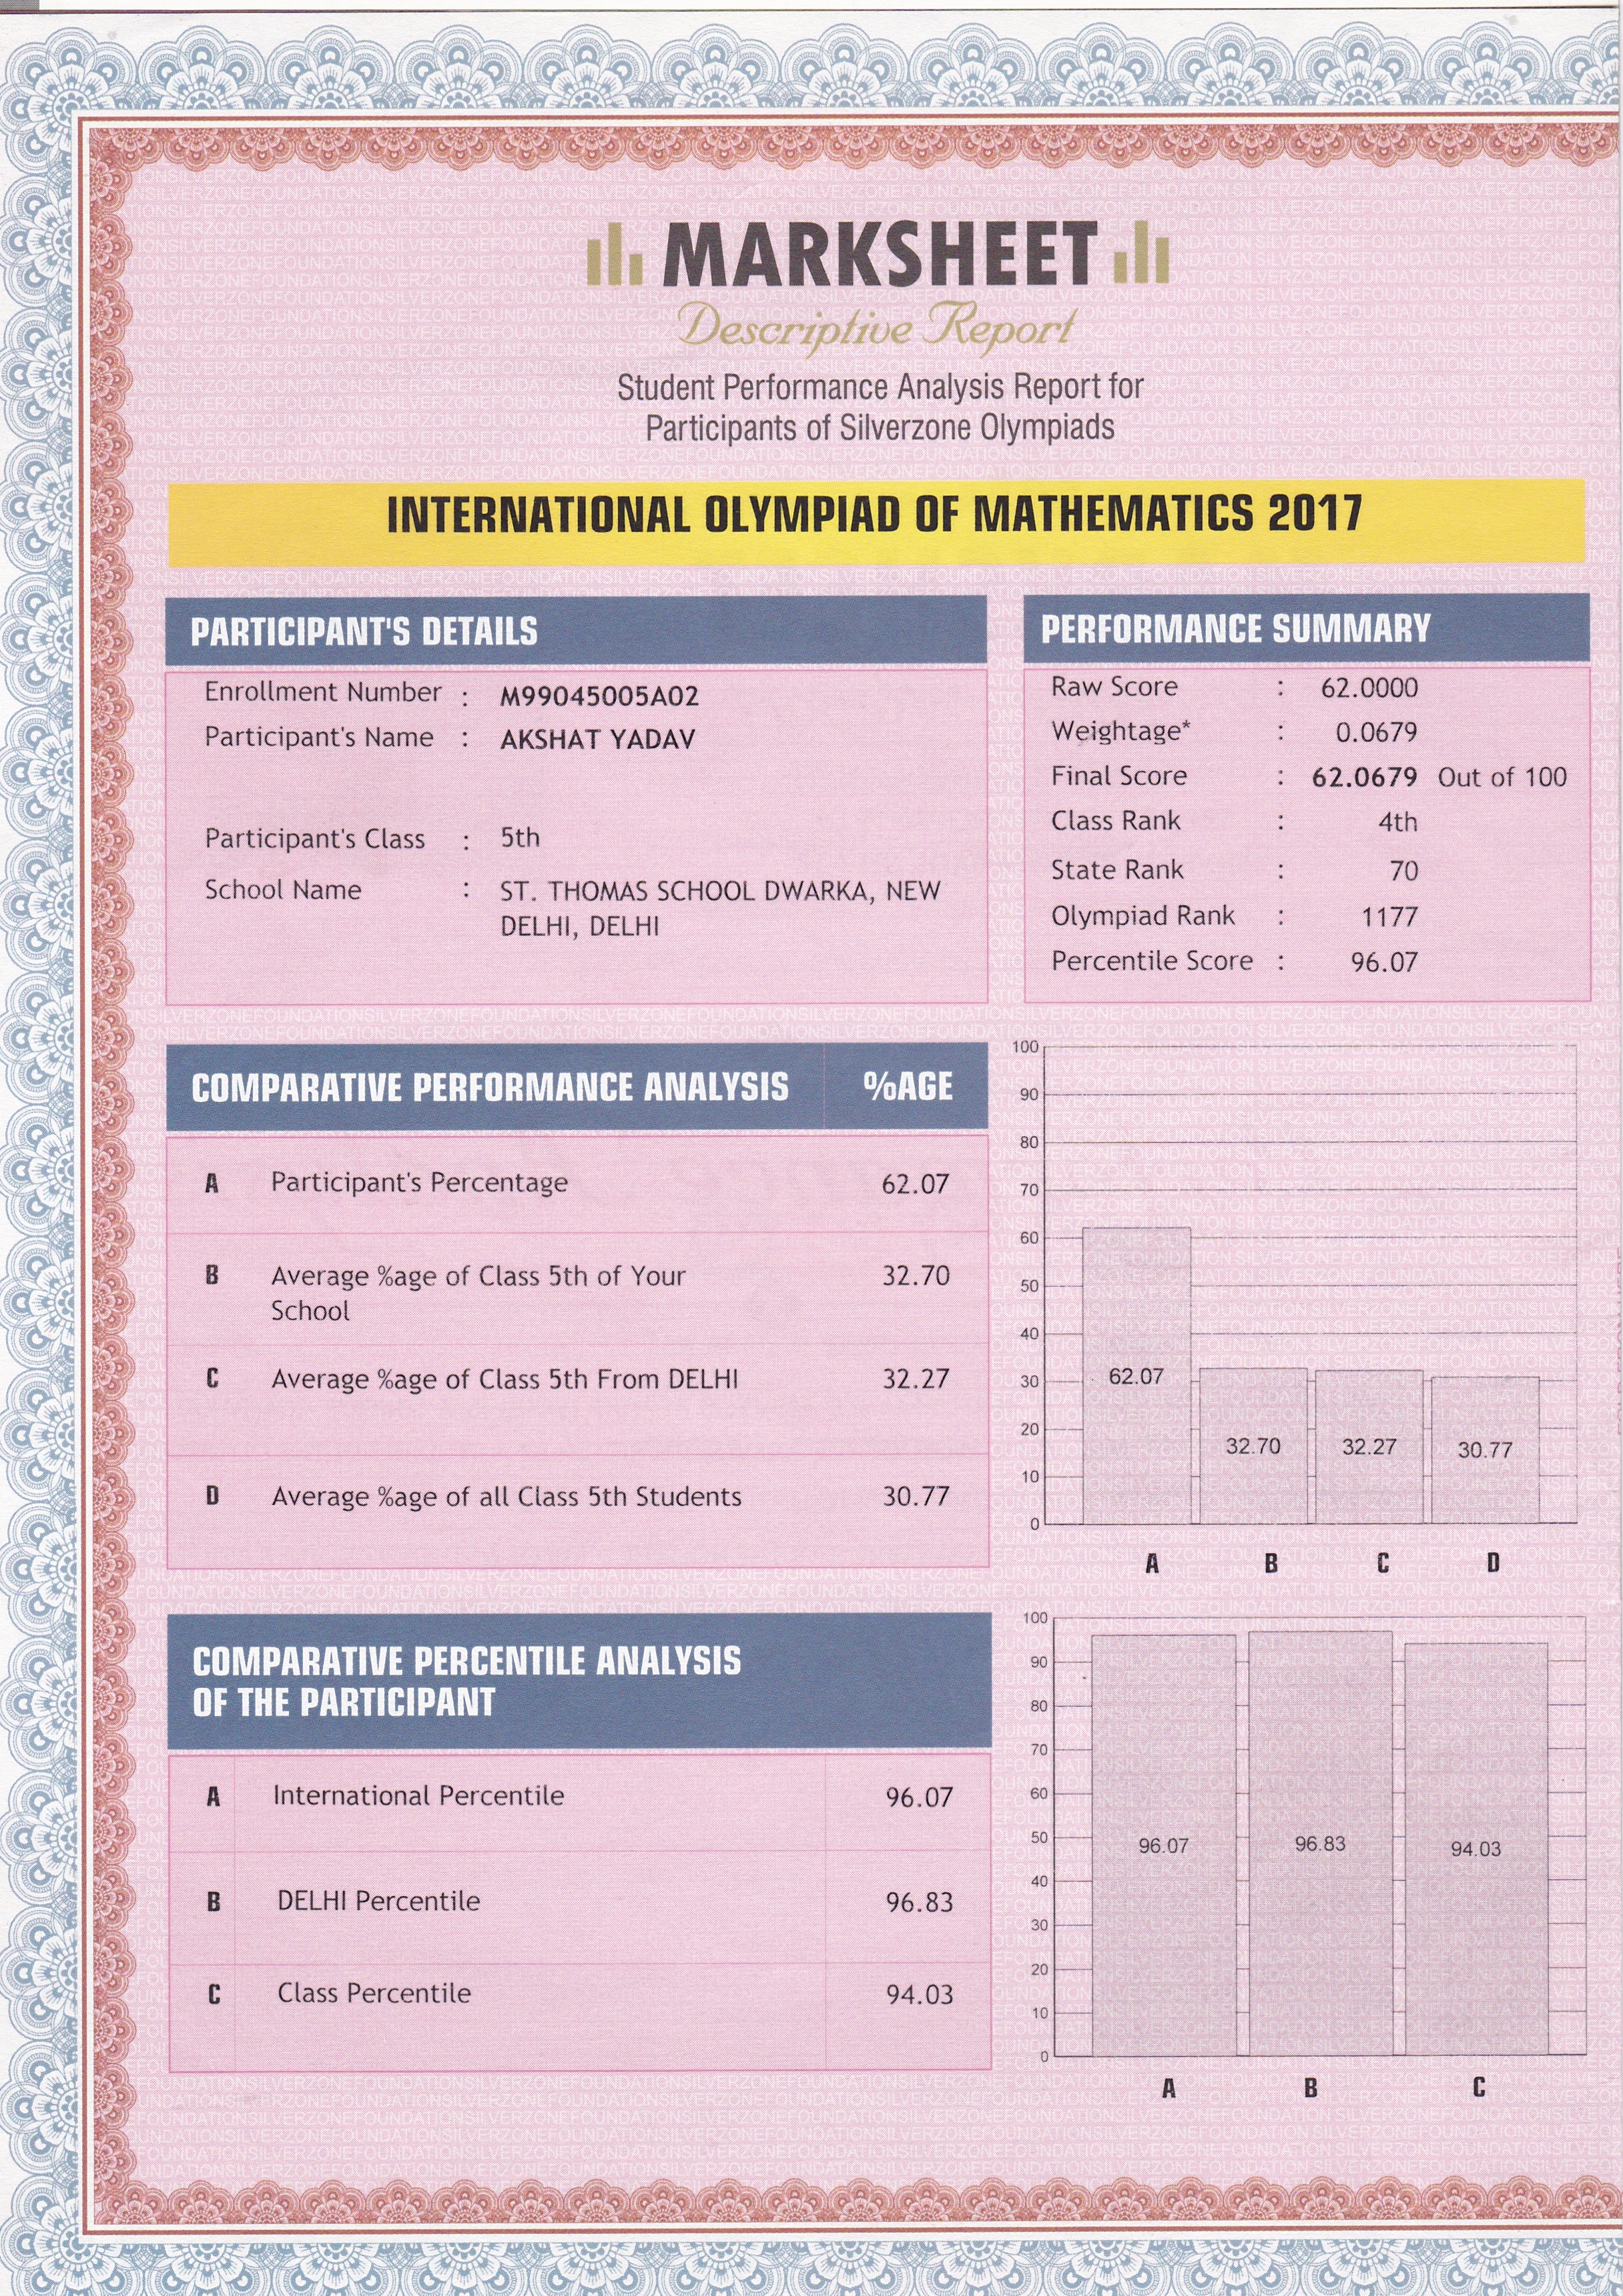 MARKSHEET
Descriptive Report
Student Performance Analysis Report for
Participants of Silverzone Olympiads
INTERNATIONAL OLYMPIAD OF MATHEMATICS 2017
PARTICIPANT'S DETAILS
Enrollment Number : M99045005A02
Participant's Name : AKSHAT YADAV
Participant's Class : 5th
School Name : ST. THOMAS SCHOOL DWARKA, NEW
DELHI, DELHI
PERFORMANCE SUMMARY
Raw Score : 62.0000
Weightage* : 0.0679
Final Score : 62.0679 Out of 100
Class Rank : 4th
State Rank : 70
Olympiad Rank : 1177
Percentile Score : 96.07
COMPARATIVE PERFORMANCE ANALYSIS %AGE
A Participant's Percentage 62.07
B Average %age of Class 5th of Your 32.70
School
C Average %age of Class 5th From DELHI 32.27
D Average %age of all Class 5th Students 30.77
100
90
80
70
60
50
40
30
20
10
0
62.07 32.70 32.27 30.77
A B C D
COMPARATIVE PERCENTILE ANALYSIS
OF THE PARTICIPANT
A International Percentile 96.07
B DELHI Percentile 96.83
C Class Percentile 94.03
100
90
80
70
60
50
40
30
20
10
0
96.07 96.83 94.03
A B C